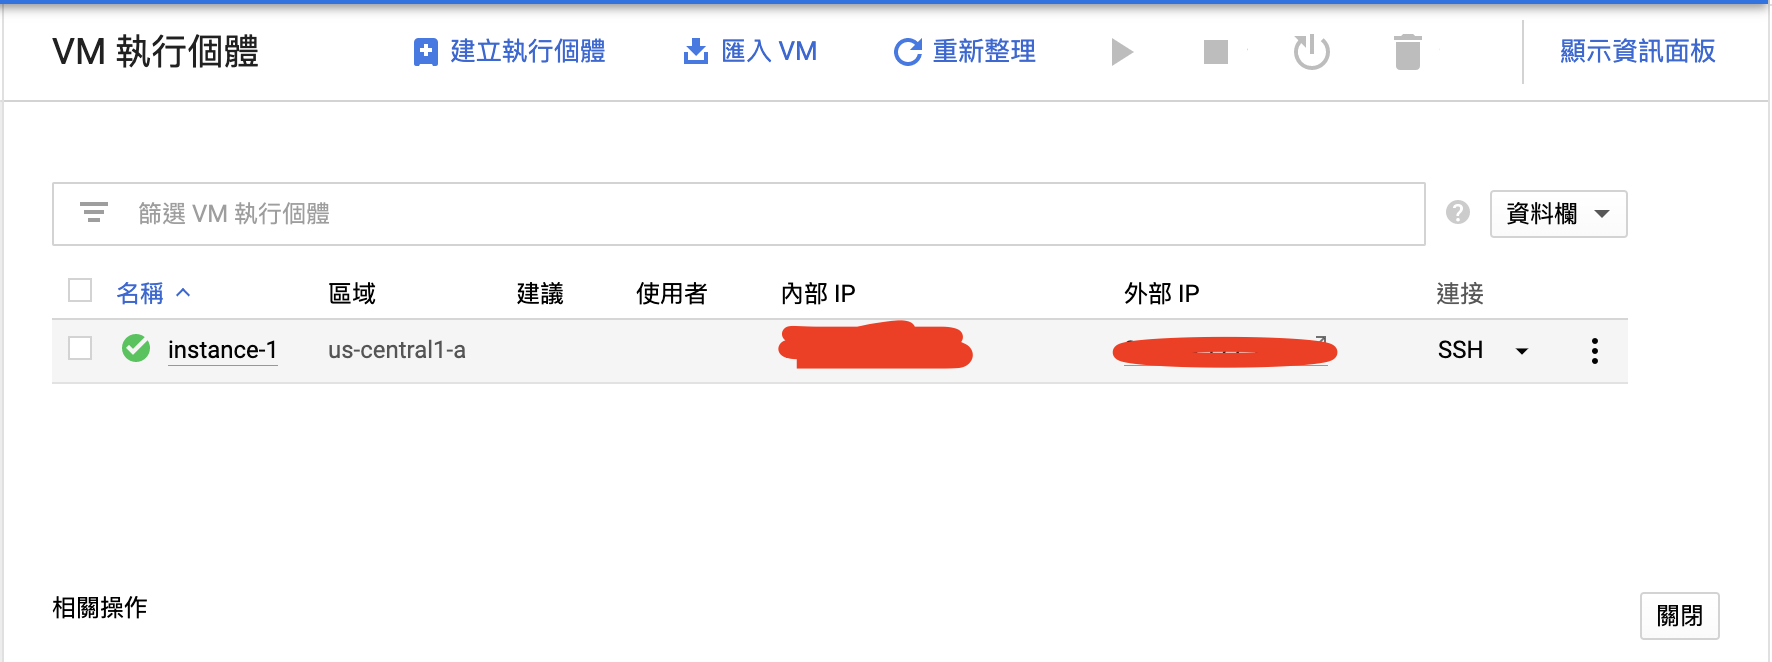 VM 執行個體 建立執行個體 匯入 VM 重新整理 顯示資訊面板
篩選 VM 執行個體 ? 資料欄
名稱 區域 建議 使用者 內部 IP 外部 IP 連接
instance-1 us-central1-a SSH
相關操作 關閉